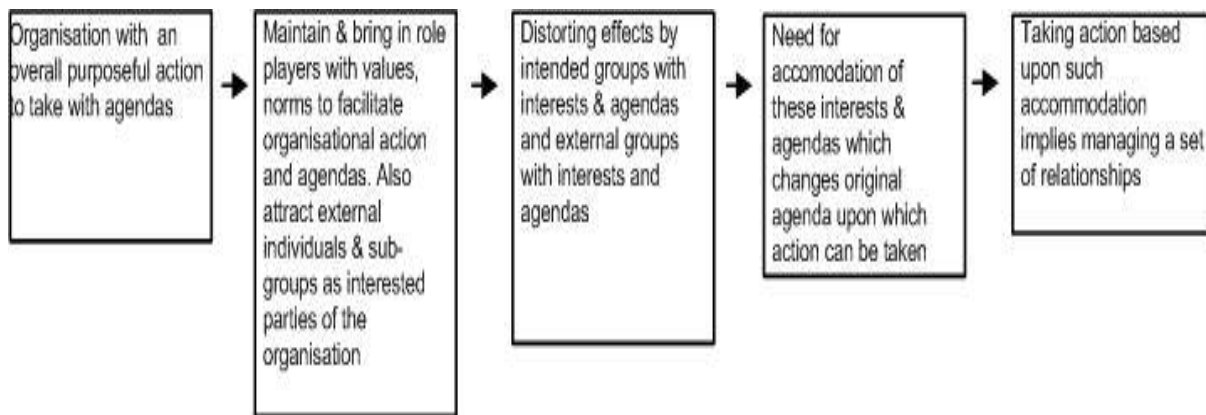 Organisation with an
overall purposeful action
to take with agendas
Maintain & bring in role
players with values,
norms to facilitate
organisational action
and agendas. Also
attract external
individuals & sub-
groups as interested
parties of the
organisation
Distorting effects by
intended groups with
interests & agendas
and external groups
with interests and
agendas
Need for
accomodation of
these interests &
agendas which
changes original
agenda upon which
action can be taken
Taking action based
upon such
accommodation
implies managing a set
of relationships